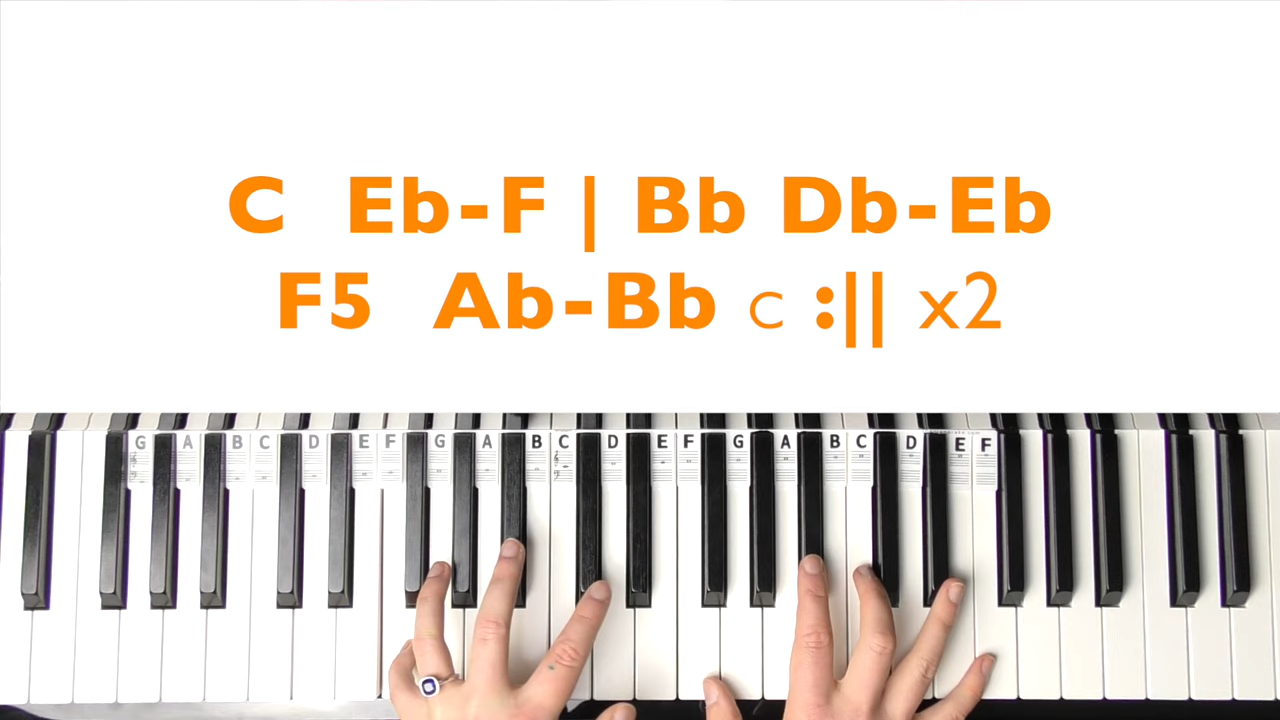 C Eb-F | Bb Db-Eb
F5 Ab-Bb c :|| x2
G A B C D E F G A B C D E F G A B C D E F